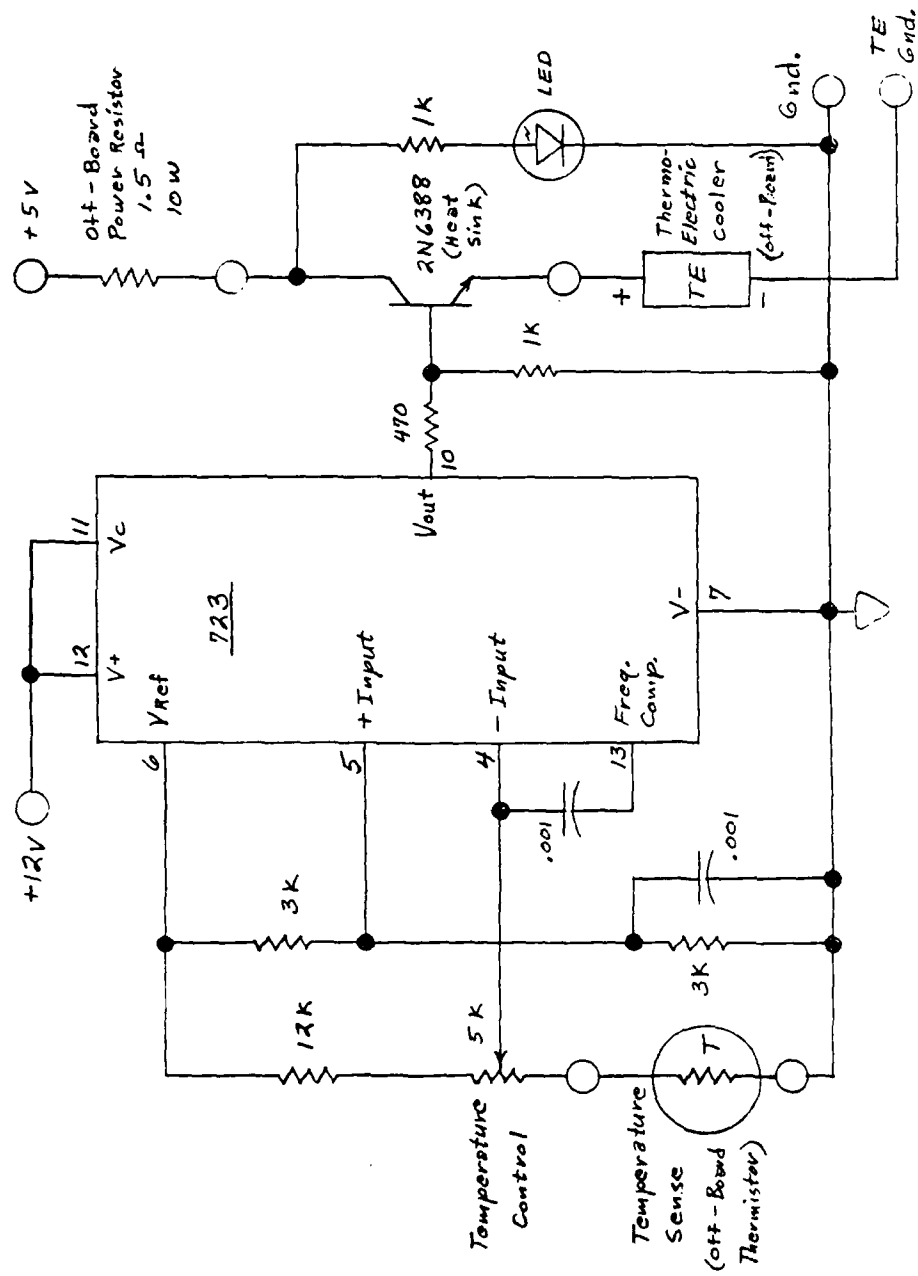 +5V
Off-Board
Power Resistor
1.5 Ω
10W
+12V
12
11
V+
Vc
723
6
VRef
5
+ Input
4
- Input
13
Freq.
Comp.
Vout
10
V-
7
470
1K
2N6388
(Heat
Sink)
1K
LED
Thermo-
Electric
Cooler
(off-Board)
+
TE
-
Gnd.
TE
Gnd.
3K
12K
5K
.001
.001
3K
Temperature
Control
T
Temperature
Sense
(Off-Board
Thermistor)